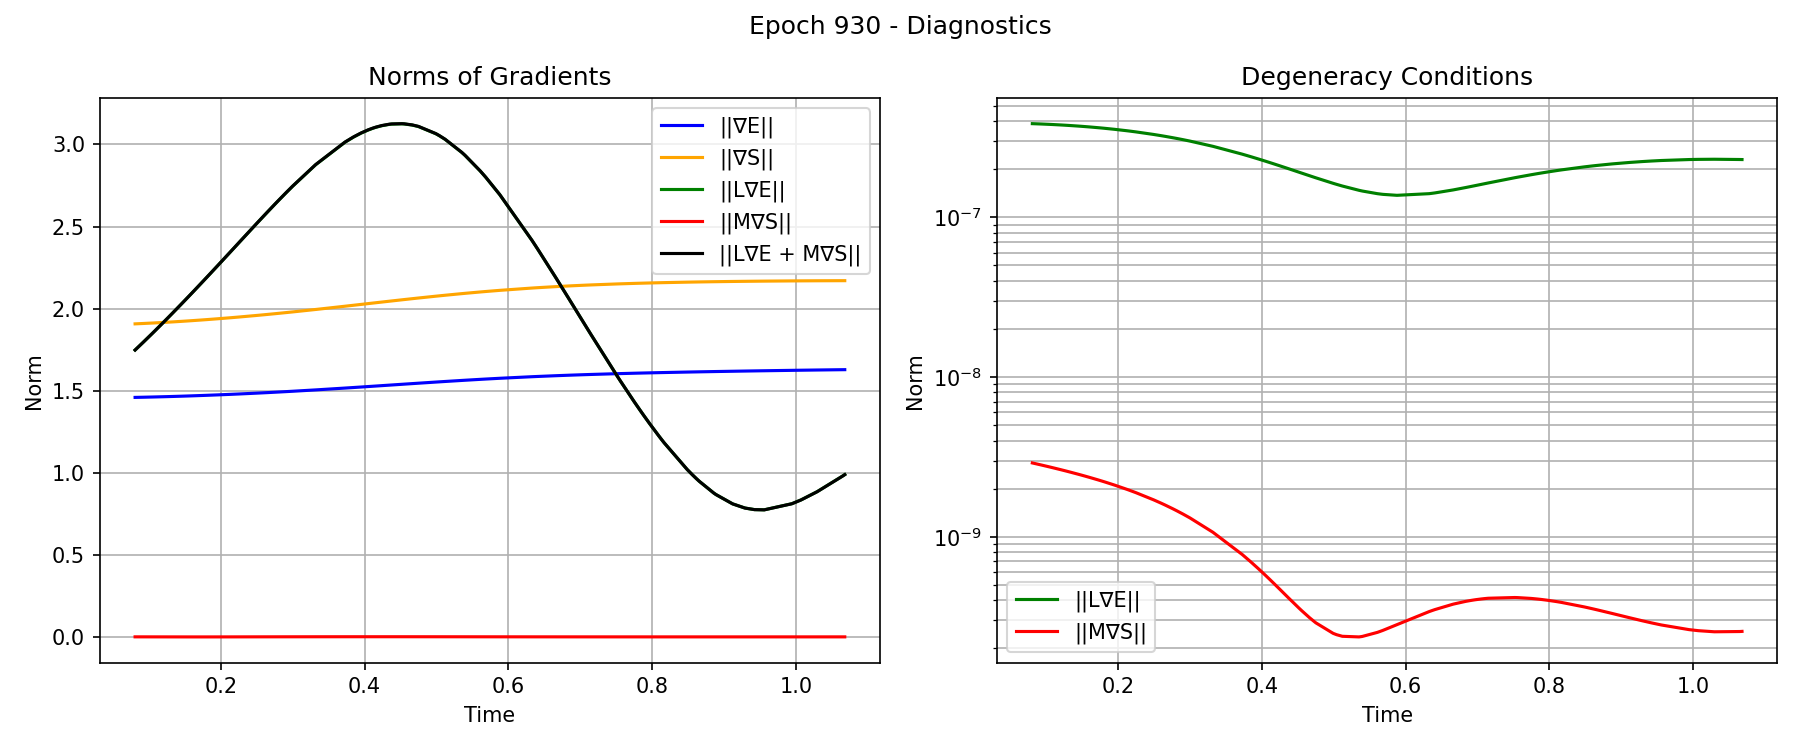 Epoch 930 - Diagnostics
Norms of Gradients
Norm
3.0
2.5
2.0
1.5
1.0
0.5
0.0
||∇E||
||∇S||
||L∇E||
||M∇S||
||L∇E + M∇S||
0.2 0.4 0.6 0.8 1.0
Time
Degeneracy Conditions
Norm
10⁻⁷
10⁻⁸
10⁻⁹
||L∇E||
||M∇S||
0.2 0.4 0.6 0.8 1.0
Time